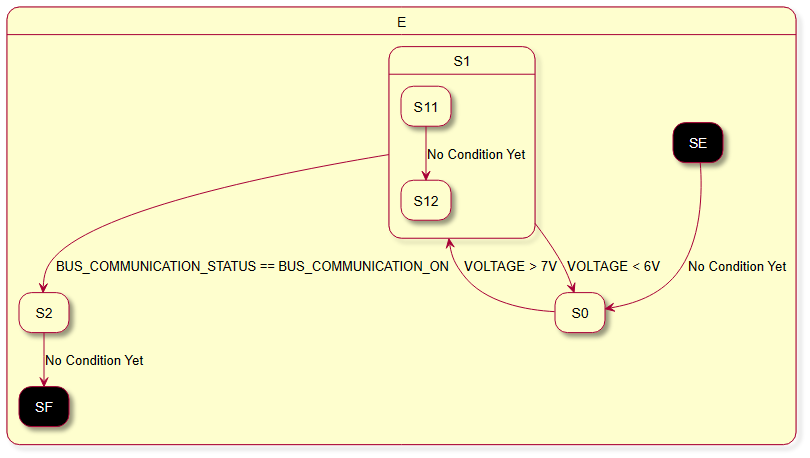 E
S1
S11
SE
No Condition Yet
S12
BUS_COMMUNICATION_STATUS == BUS_COMMUNICATION_ON
VOLTAGE > 7V
VOLTAGE < 6V
No Condition Yet
S2
S0
No Condition Yet
SF